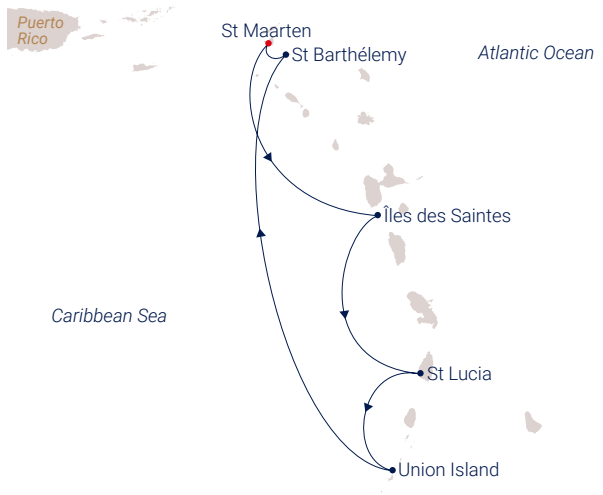 Puerto
Rico
St Maarten
St Barthélemy
Atlantic Ocean
Îles des Saintes
Caribbean Sea
St Lucia
Union Island